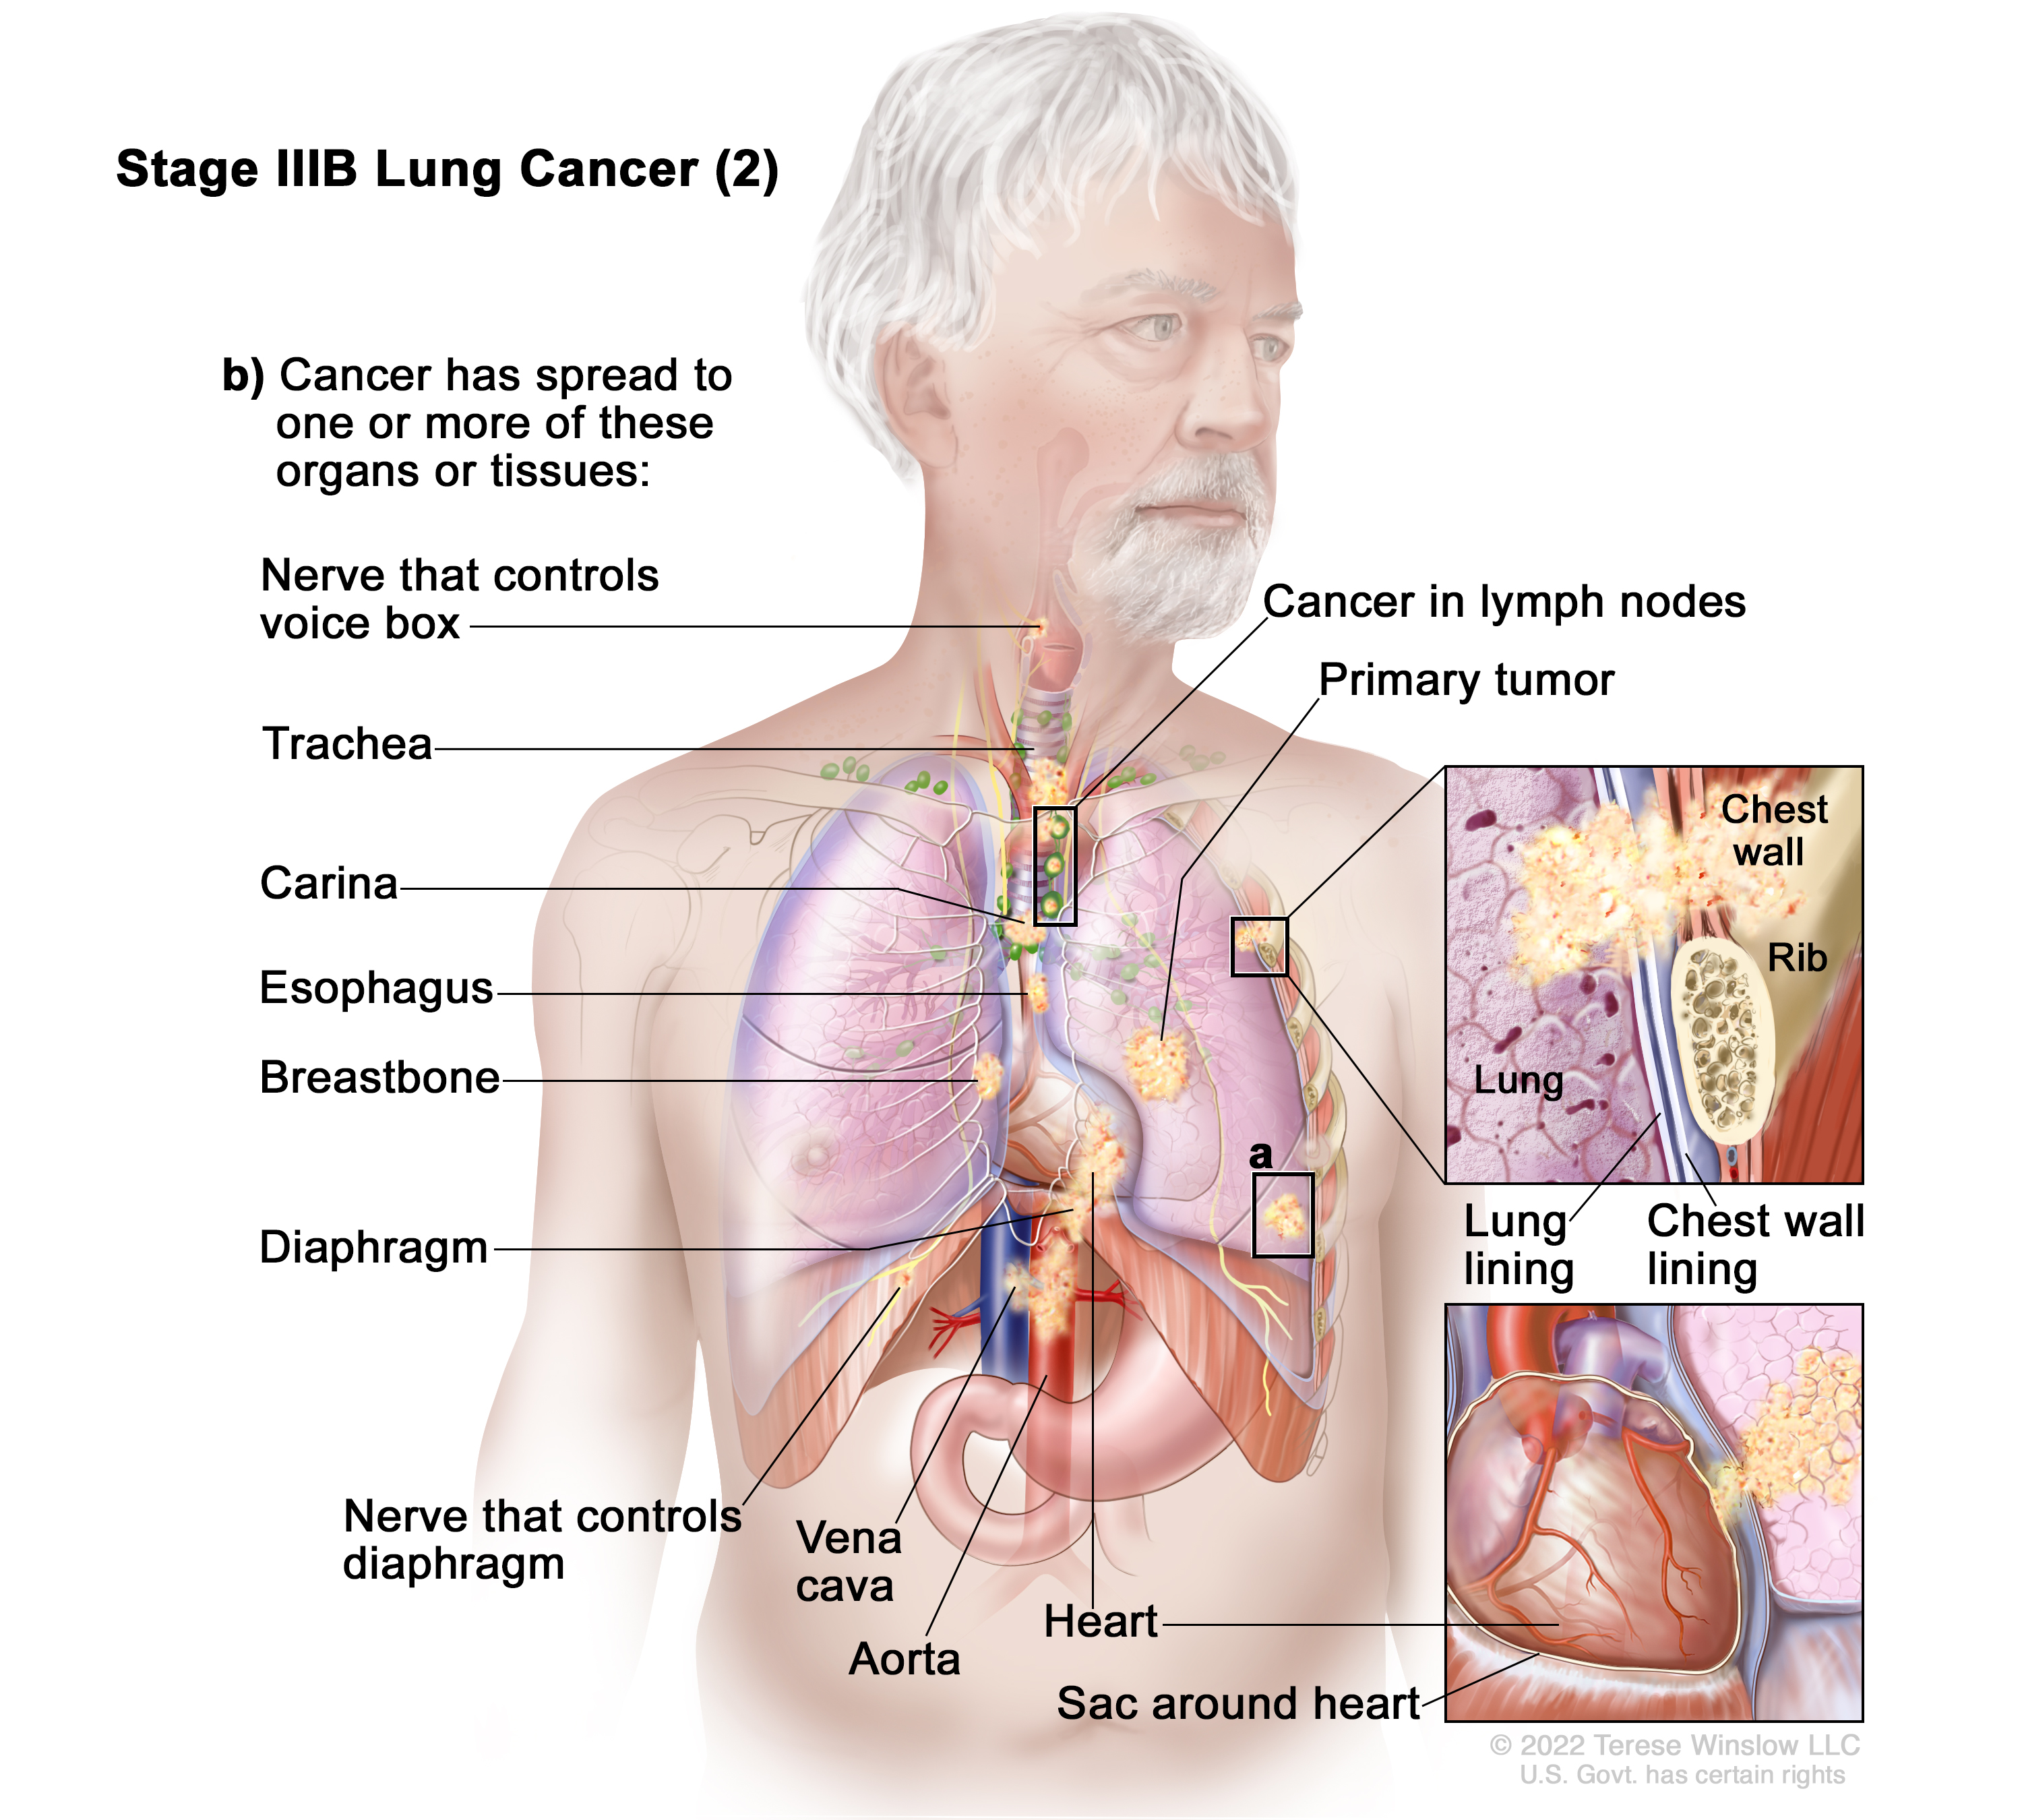 Stage IIIB Lung Cancer (2)
b) Cancer has spread to
one or more of these
organs or tissues:
Nerve that controls
voice box
Trachea
Carina
Esophagus
Breastbone
Diaphragm
Nerve that controls
diaphragm
Vena
cava
Aorta
Heart
Sac around heart
Cancer in lymph nodes
Primary tumor
a
Chest
wall
Rib
Lung
Lung
lining
Chest wall
lining
© 2022 Terese Winslow LLC
U.S. Govt. has certain rights